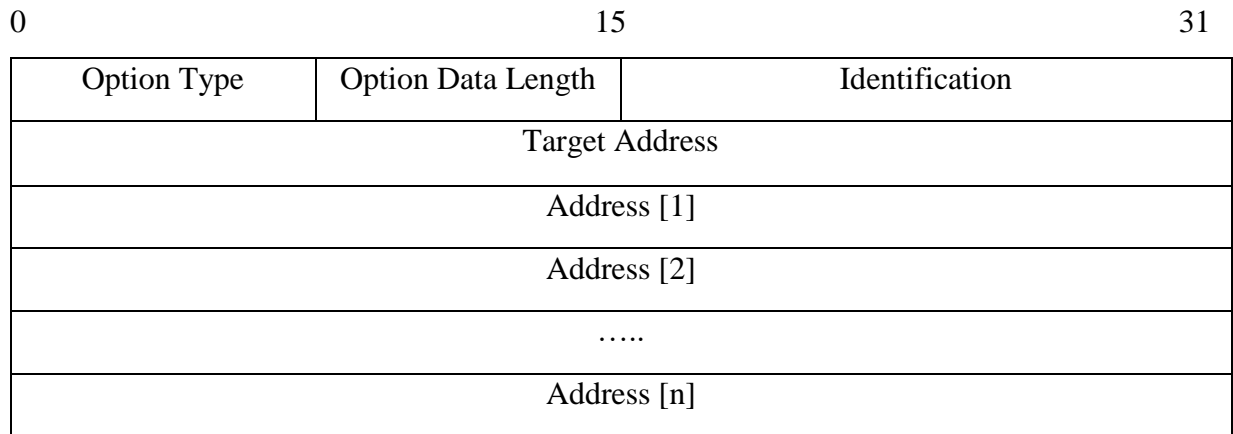 0 15 31
Option Type Option Data Length Identification
Target Address
Address [1]
Address [2]
…..
Address [n]